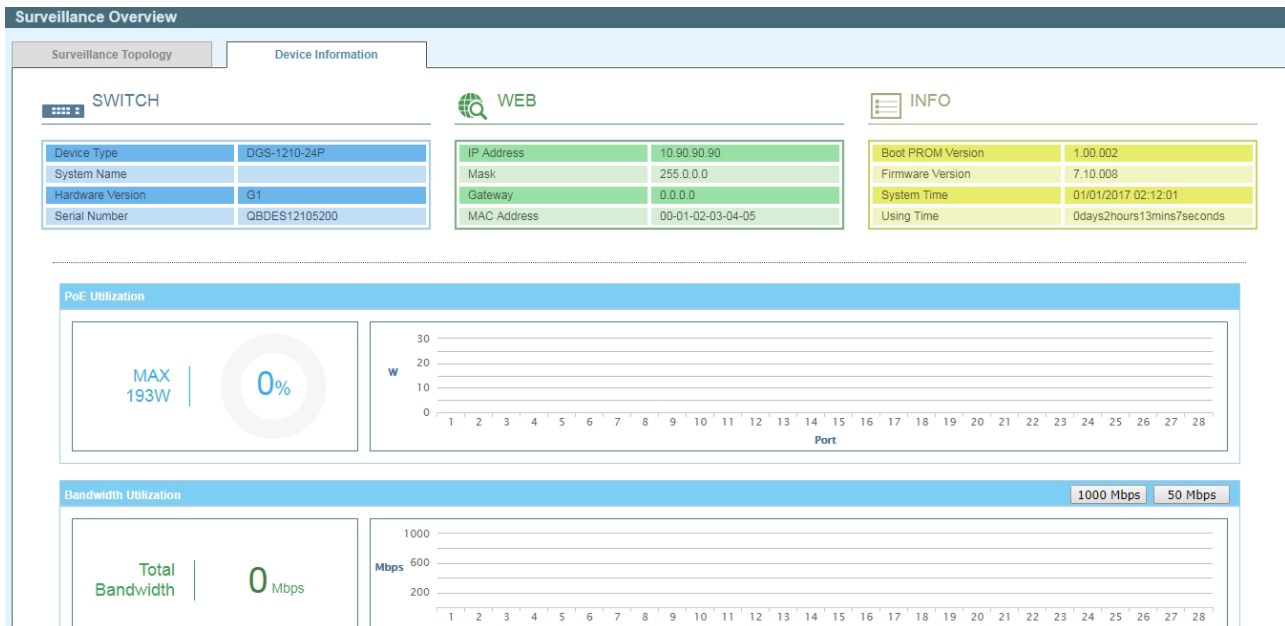 Surveillance Overview
Surveillance Topology Device Information
SWITCH WEB INFO
Device Type DGS-1210-24P IP Address 10.90.90.90 Boot PROM Version 1.00.002
System Name Mask 255.0.0.0 Firmware Version 7.10.008
Hardware Version G1 Gateway 0.0.0.0 System Time 01/01/2017 02:12:01
Serial Number QBDES12105200 MAC Address 00-01-02-03-04-05 Using Time 0days2hours13mins7seconds
PoE Utilization
MAX
193W
0%
30
20
W
10
0
1 2 3 4 5 6 7 8 9 10 11 12 13 14 15 16 17 18 19 20 21 22 23 24 25 26 27 28
Port
Bandwidth Utilization 1000 Mbps 50 Mbps
Total
Bandwidth
0 Mbps
1000
Mbps 600
200
1 2 3 4 5 6 7 8 9 10 11 12 13 14 15 16 17 18 19 20 21 22 23 24 25 26 27 28